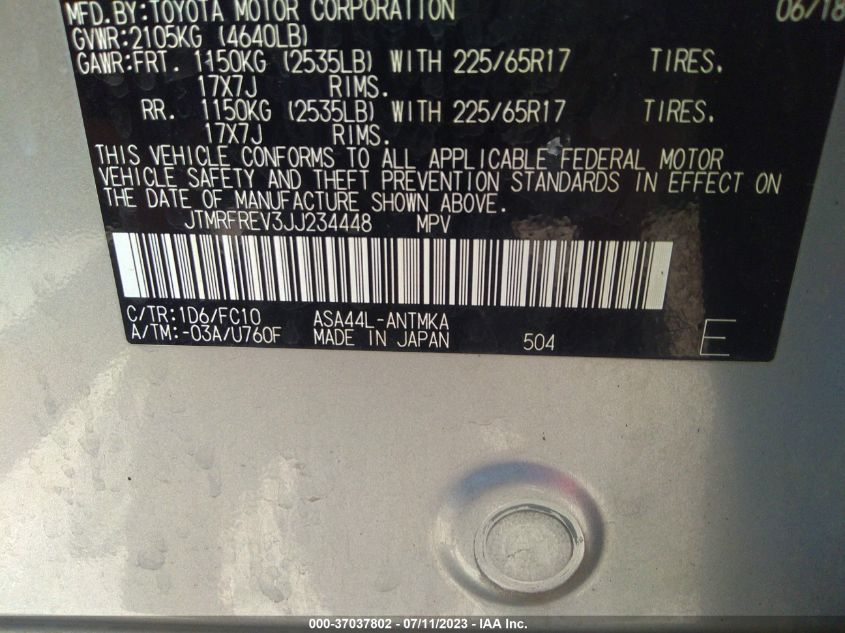 MFD.BY:TOYOTA MOTOR CORPORATION 06/18
GVWR:2105KG (4640LB)
GAWR:FRT. 1150KG (2535LB) WITH 225/65R17 TIRES.
17X7J RIMS.
RR. 1150KG (2535LB) WITH 225/65R17 TIRES.
17X7J RIMS.
THIS VEHICLE CONFORMS TO ALL APPLICABLE FEDERAL MOTOR
VEHICLE SAFETY AND THEFT PREVENTION STANDARDS IN EFFECT ON
THE DATE OF MANUFACTURE SHOWN ABOVE.
JTMRFREV3JJ234448 MPV
C/TR:1D6/FC10 ASA44L-ANTMKA
A/TM:-03A/U760F MADE IN JAPAN 504 E
000-37037802 - 07/11/2023 - IAA Inc.